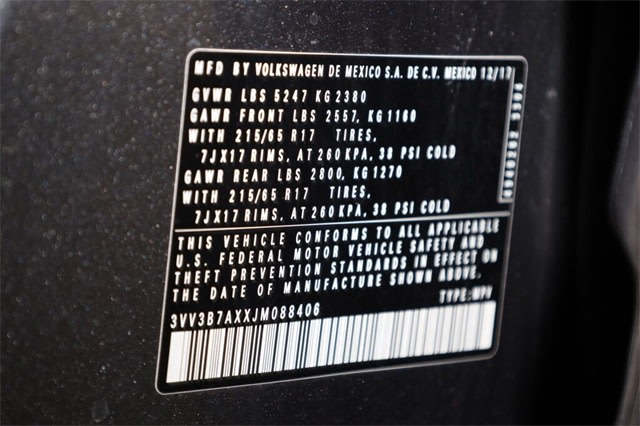 MFD BY VOLKSWAGEN DE MEXICO S.A. DE C.V. MEXICO 12/17
GVWR LBS 5247 KG 2380
GAWR FRONT LBS 2557, KG 1160
WITH 215/65 R17 TIRES,
7JX17 RIMS, AT 260 KPA, 38 PSI COLD
GAWR REAR LBS 2800, KG 1270
WITH 215/65 R17 TIRES,
7JX17 RIMS, AT 260 KPA, 38 PSI COLD
THIS VEHICLE CONFORMS TO ALL APPLICABLE
U.S. FEDERAL MOTOR VEHICLE SAFETY AND
THEFT PREVENTION STANDARDS IN EFFECT ON
THE DATE OF MANUFACTURE SHOWN ABOVE.
TYPE:MPV
3VV3B7AXXJM088406